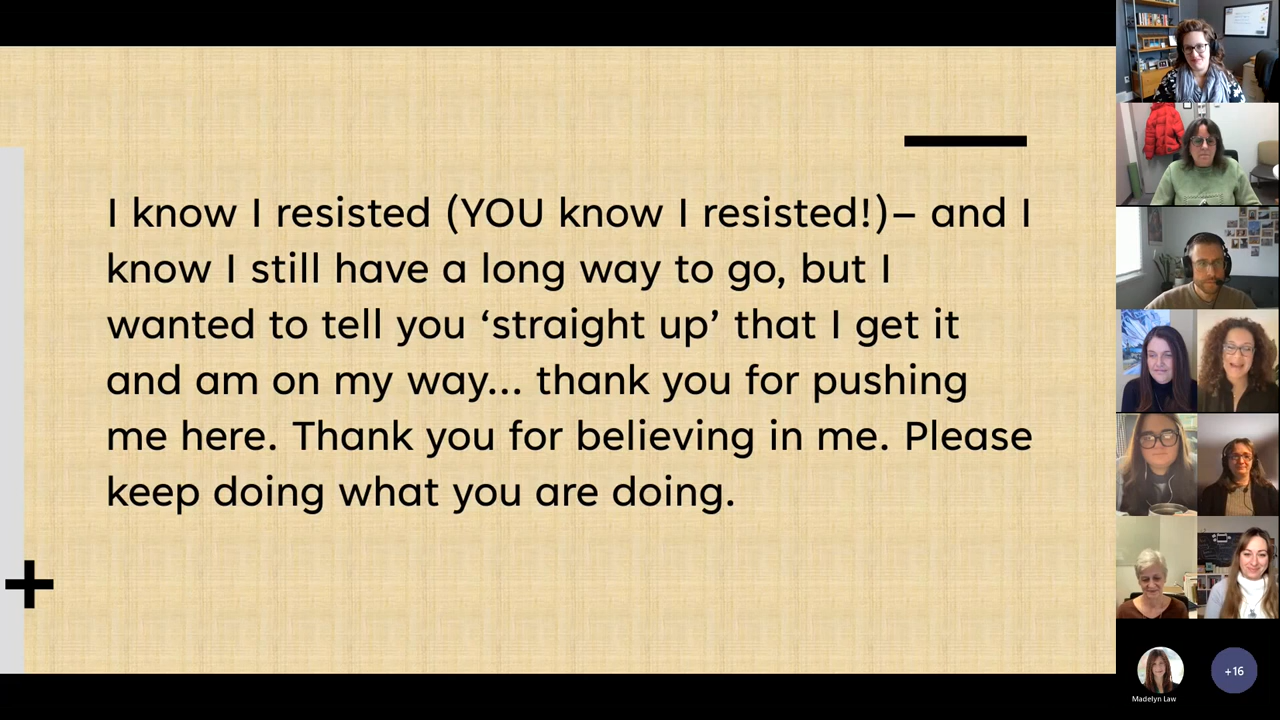 I know I resisted (YOU know I resisted!)– and I
know I still have a long way to go, but I
wanted to tell you ‘straight up’ that I get it
and am on my way... thank you for pushing
me here. Thank you for believing in me. Please
keep doing what you are doing.
Madelyn Law
+16